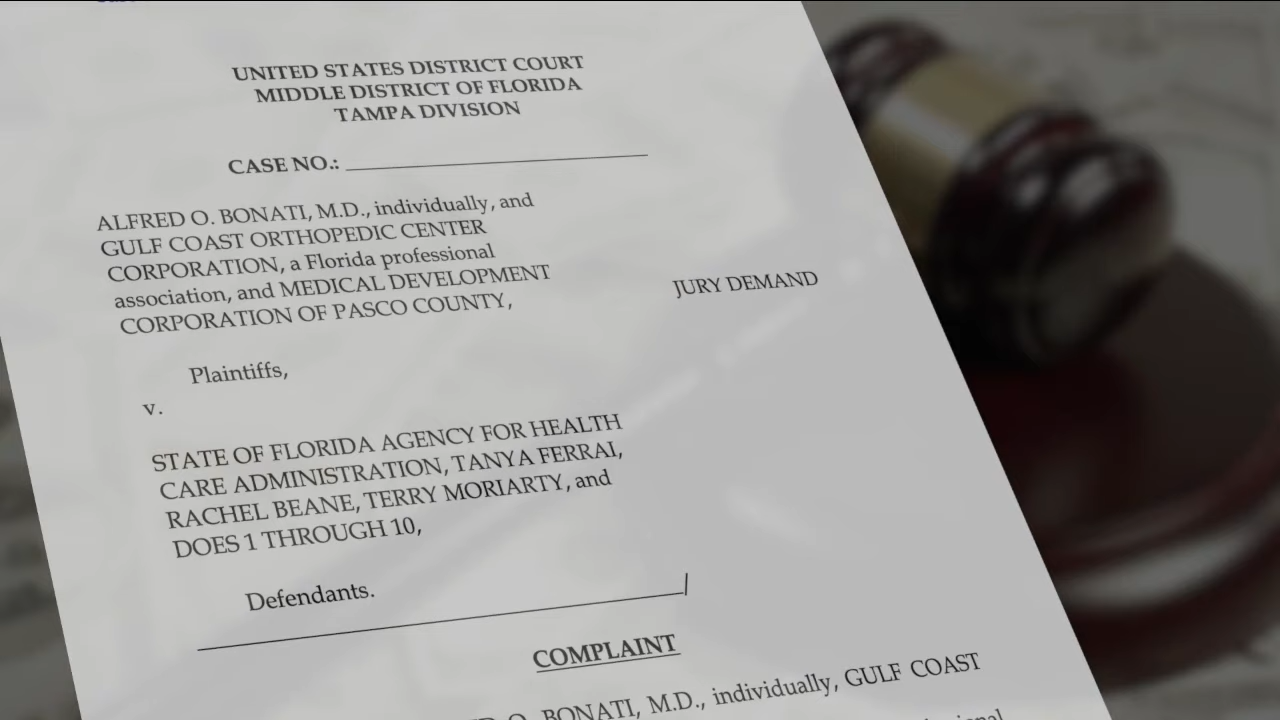 UNITED STATES DISTRICT COURT
MIDDLE DISTRICT OF FLORIDA
TAMPA DIVISION
CASE NO.:
ALFRED O. BONATI, M.D., individually, and
GULF COAST ORTHOPEDIC CENTER
CORPORATION, a Florida professional
association, and MEDICAL DEVELOPMENT
CORPORATION OF PASCO COUNTY,
JURY DEMAND
Plaintiffs,
v.
STATE OF FLORIDA AGENCY FOR HEALTH
CARE ADMINISTRATION, TANYA FERRAI,
RACHEL BEANE, TERRY MORIARTY, and
DOES 1 THROUGH 10,
Defendants.
COMPLAINT
O. BONATI, M.D., individually, GULF COAST